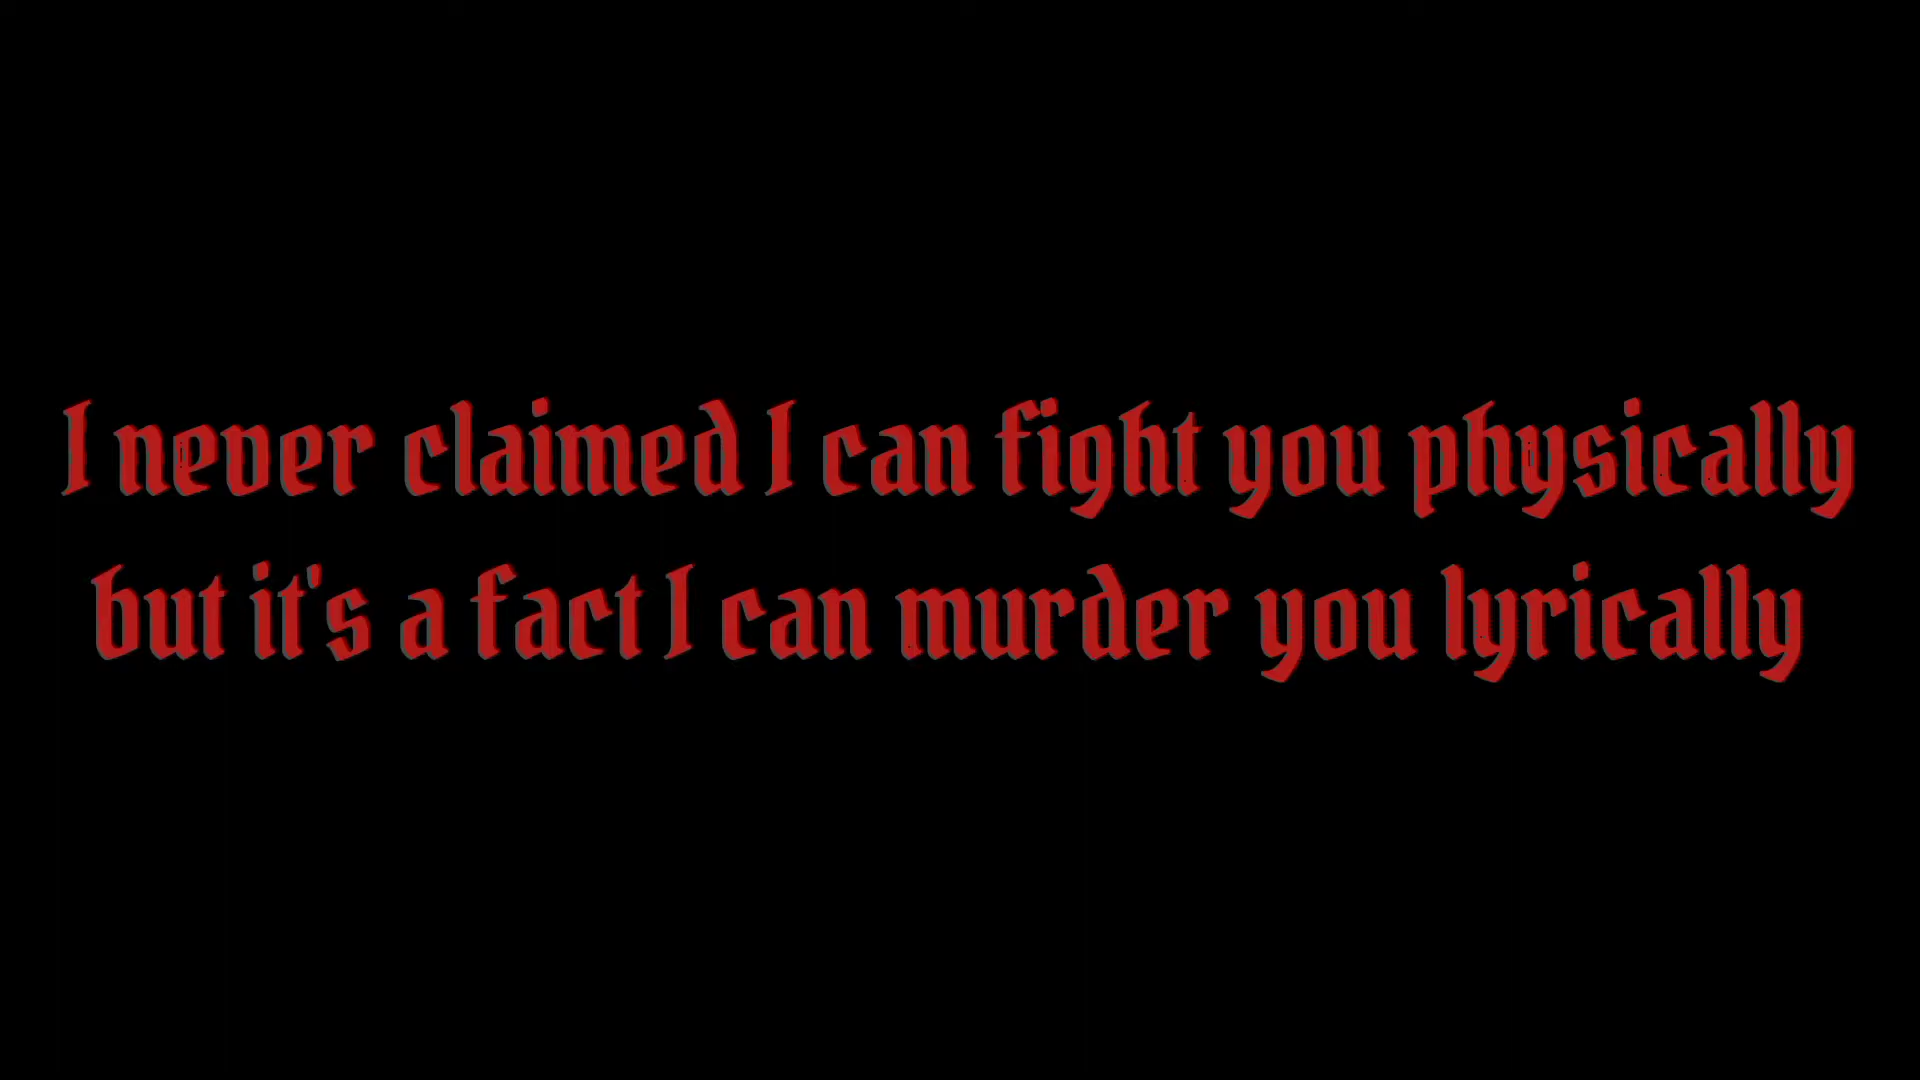 I never claimed I can fight you physically
but it's a fact I can murder you lyrically